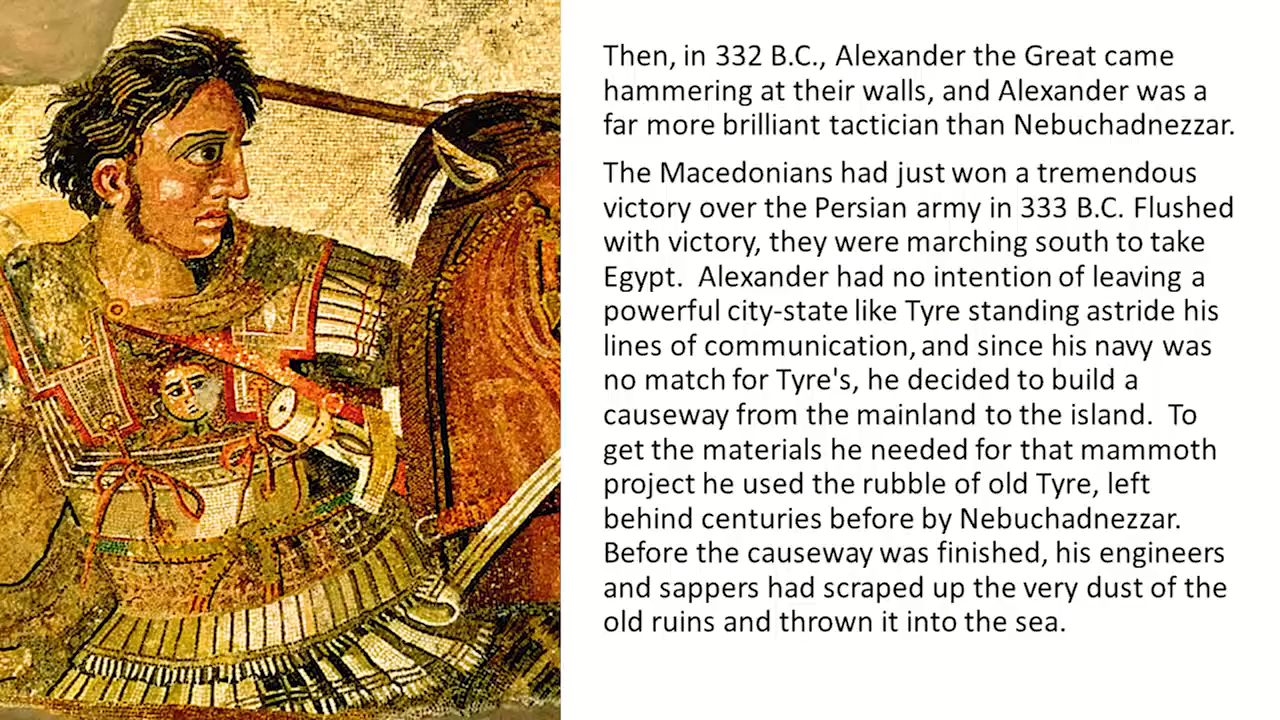 Then, in 332 B.C., Alexander the Great came
hammering at their walls, and Alexander was a
far more brilliant tactician than Nebuchadnezzar.
The Macedonians had just won a tremendous
victory over the Persian army in 333 B.C. Flushed
with victory, they were marching south to take
Egypt.  Alexander had no intention of leaving a
powerful city-state like Tyre standing astride his
lines of communication, and since his navy was
no match for Tyre's, he decided to build a
causeway from the mainland to the island.  To
get the materials he needed for that mammoth
project he used the rubble of old Tyre, left
behind centuries before by Nebuchadnezzar.
Before the causeway was finished, his engineers
and sappers had scraped up the very dust of the
old ruins and thrown it into the sea.